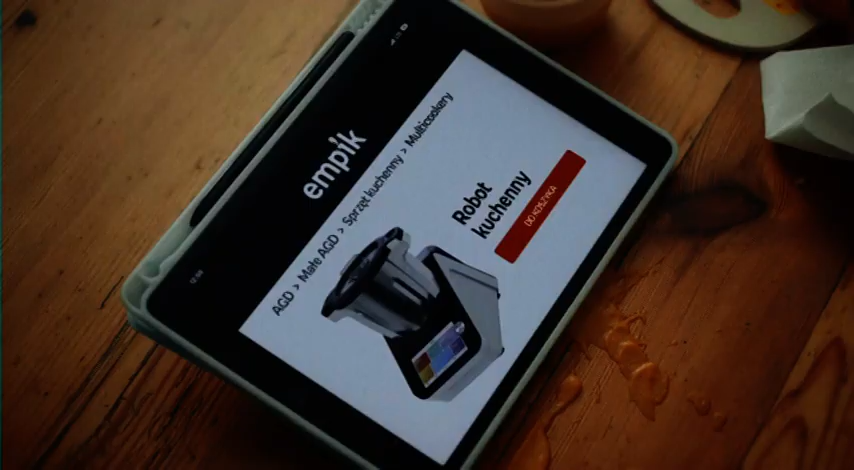 empik
AGD > Małe AGD > Sprzęt kuchenny > Multicookery
Robot
kuchenny
DO KOSZYKA